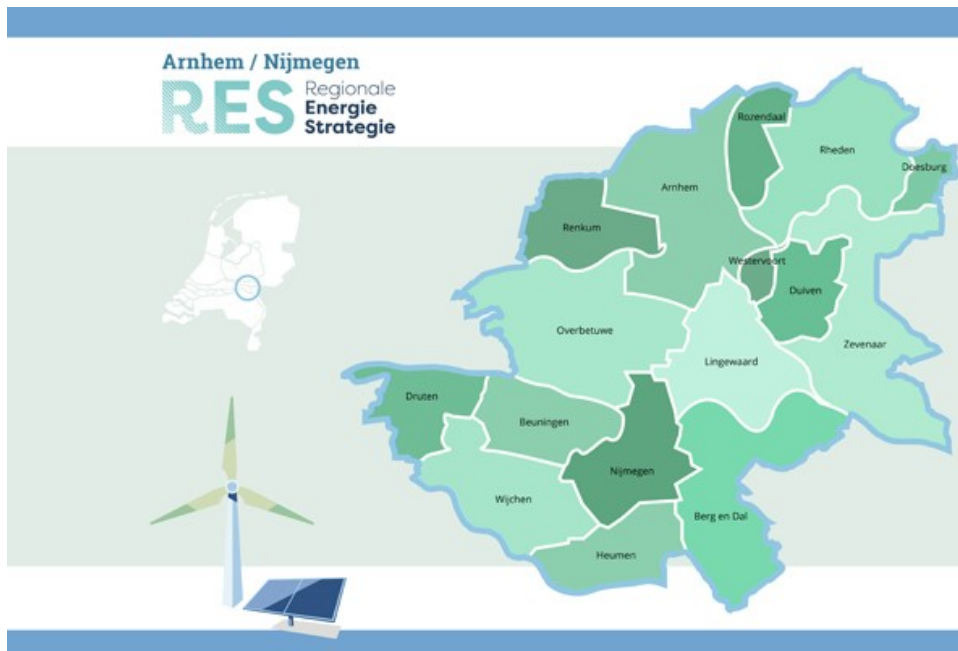 Arnhem / Nijmegen
RES
Regionale
Energie
Strategie
Rozendaal
Rheden
Doesburg
Arnhem
Renkum
Westervoort
Duiven
Overbetuwe
Zevenaar
Lingewaard
Druten
Beuningen
Nijmegen
Wijchen
Berg en Dal
Heumen